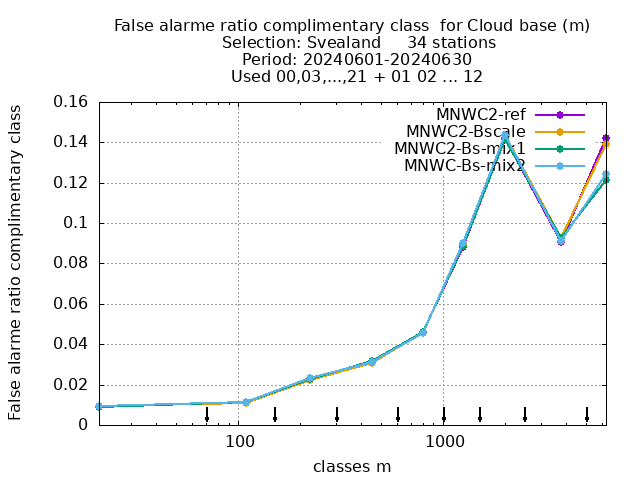 False alarme ratio complimentary class  for Cloud base (m)
Selection: Svealand     34 stations
Period: 20240601-20240630
Used 00,03,...,21 + 01 02 ... 12
False alarme ratio complimentary class
0.16
0.14
0.12
0.1
0.08
0.06
0.04
0.02
0
MNWC2-ref
MNWC2-Bscale
MNWC2-Bs-mix1
MNWC-Bs-mix2
100
1000
classes m